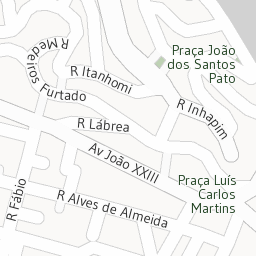 R Medeiros Furtado
Praça João
dos Santos
Pato
R Itanhomi
R Inhapim
R Lábrea
Av João XXIII
Praça Luís
Carlos
Martins
R Fábio
R Alves de Almeida